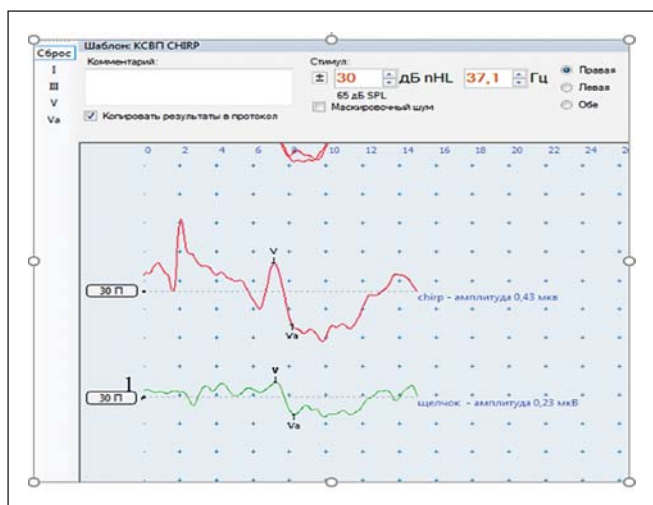 Шаблон: КСВП CHIRP
Сброс
I
III
V
Va
Комментарий:
Копировать результаты в протокол
Стимул:
± 30 дБ nHL 37,1 Гц
65 дБ SPL
Маскировочный шум
Правая
Левая
Обе
0 2 4 6 8 10 12 14 16 18 20 22 24 26
V
30 П
chirp - амплитуда 0,43 мкв
Va
1
V
30 П
щелчок - амплитуда 0,23 мкВ
Va